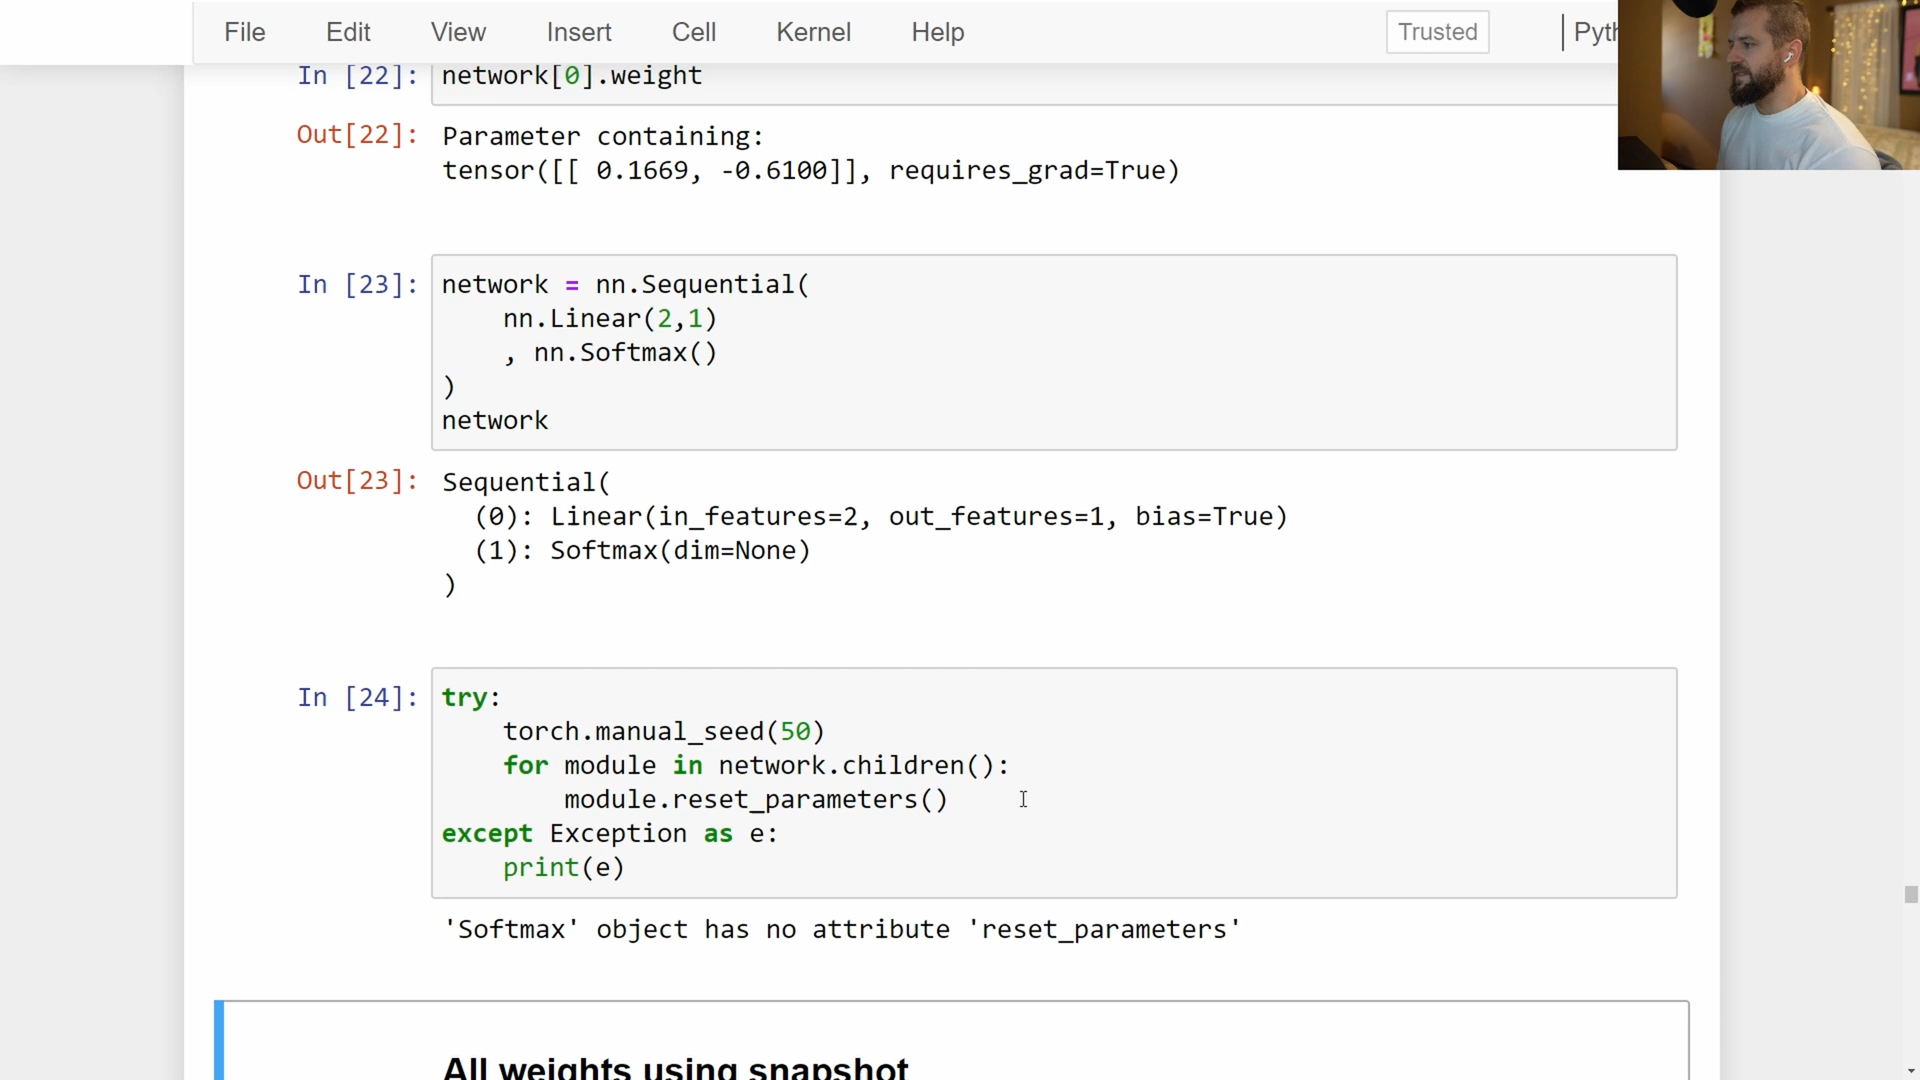 File Edit View Insert Cell Kernel Help Trusted
In [22]: network[0].weight
Out[22]: Parameter containing:
tensor([[ 0.1669, -0.6100]], requires_grad=True)
In [23]: network = nn.Sequential(
nn.Linear(2,1)
, nn.Softmax()
)
network
Out[23]: Sequential(
(0): Linear(in_features=2, out_features=1, bias=True)
(1): Softmax(dim=None)
)
In [24]: try:
torch.manual_seed(50)
for module in network.children():
module.reset_parameters()
except Exception as e:
print(e)
'Softmax' object has no attribute 'reset_parameters'
All weights using snapshot